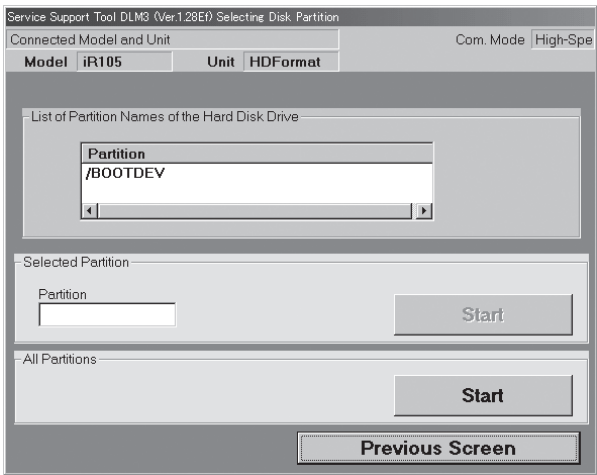 Service Support Tool DLM3 (Ver.1.28Ef) Selecting Disk Partition
Connected Model and Unit
Com. Mode High-Spe
Model iR105 Unit HDFormat
List of Partition Names of the Hard Disk Drive
Partition
/BOOTDEV
Selected Partition
Partition
Start
All Partitions
Start
Previous Screen